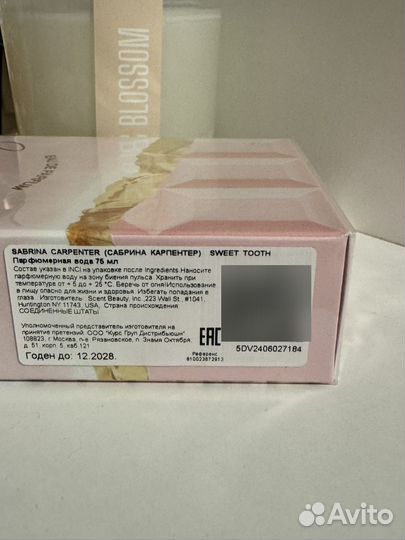 BLOSSOM
SABRINA CARPENTER (САБРИНА КАРПЕНТЕР) SWEET TOOTH
Парфюмерная вода 75 мл
Состав указан в INCI на упаковке после Ingredients.Наносите
парфюмерную воду на зону биения пульса. Хранить при
температуре от + 5 до + 25 °C. Беречь от огня.Использование
в пищу опасно для жизни и здоровья. Избегать попадания в
глаза. Изготовитель: Scent Beauty, Inc.,223 Wall St., #1041,
Huntington NY 11743, USA, Страна происхождения
СОЕДИНЕННЫЕ ШТАТЫ
Уполномоченный представитель изготовителя на
принятие претензий: ООО "Курс Груп Дистрибьюшн"
108823, г. Москва, п-е Рязановское, п. Знамя Октября,
д. 51, корп. 5, каб.121
Годен до: 12.2028.
EAC
5DV2406027184
Референс
810023872913
Avito